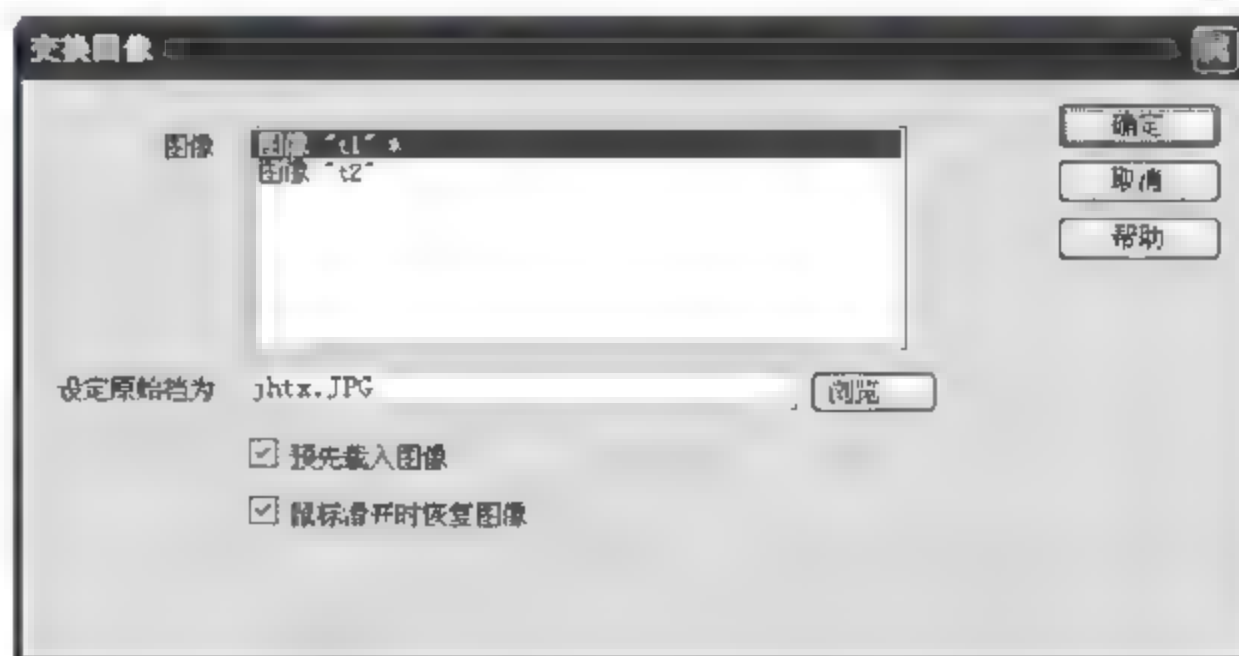 交换图像
图像
图像 "t1" *
图像 "t2"
确定
取消
帮助
设定原始档为
jhtx.JPG
浏览
预先载入图像
鼠标滑开时恢复图像